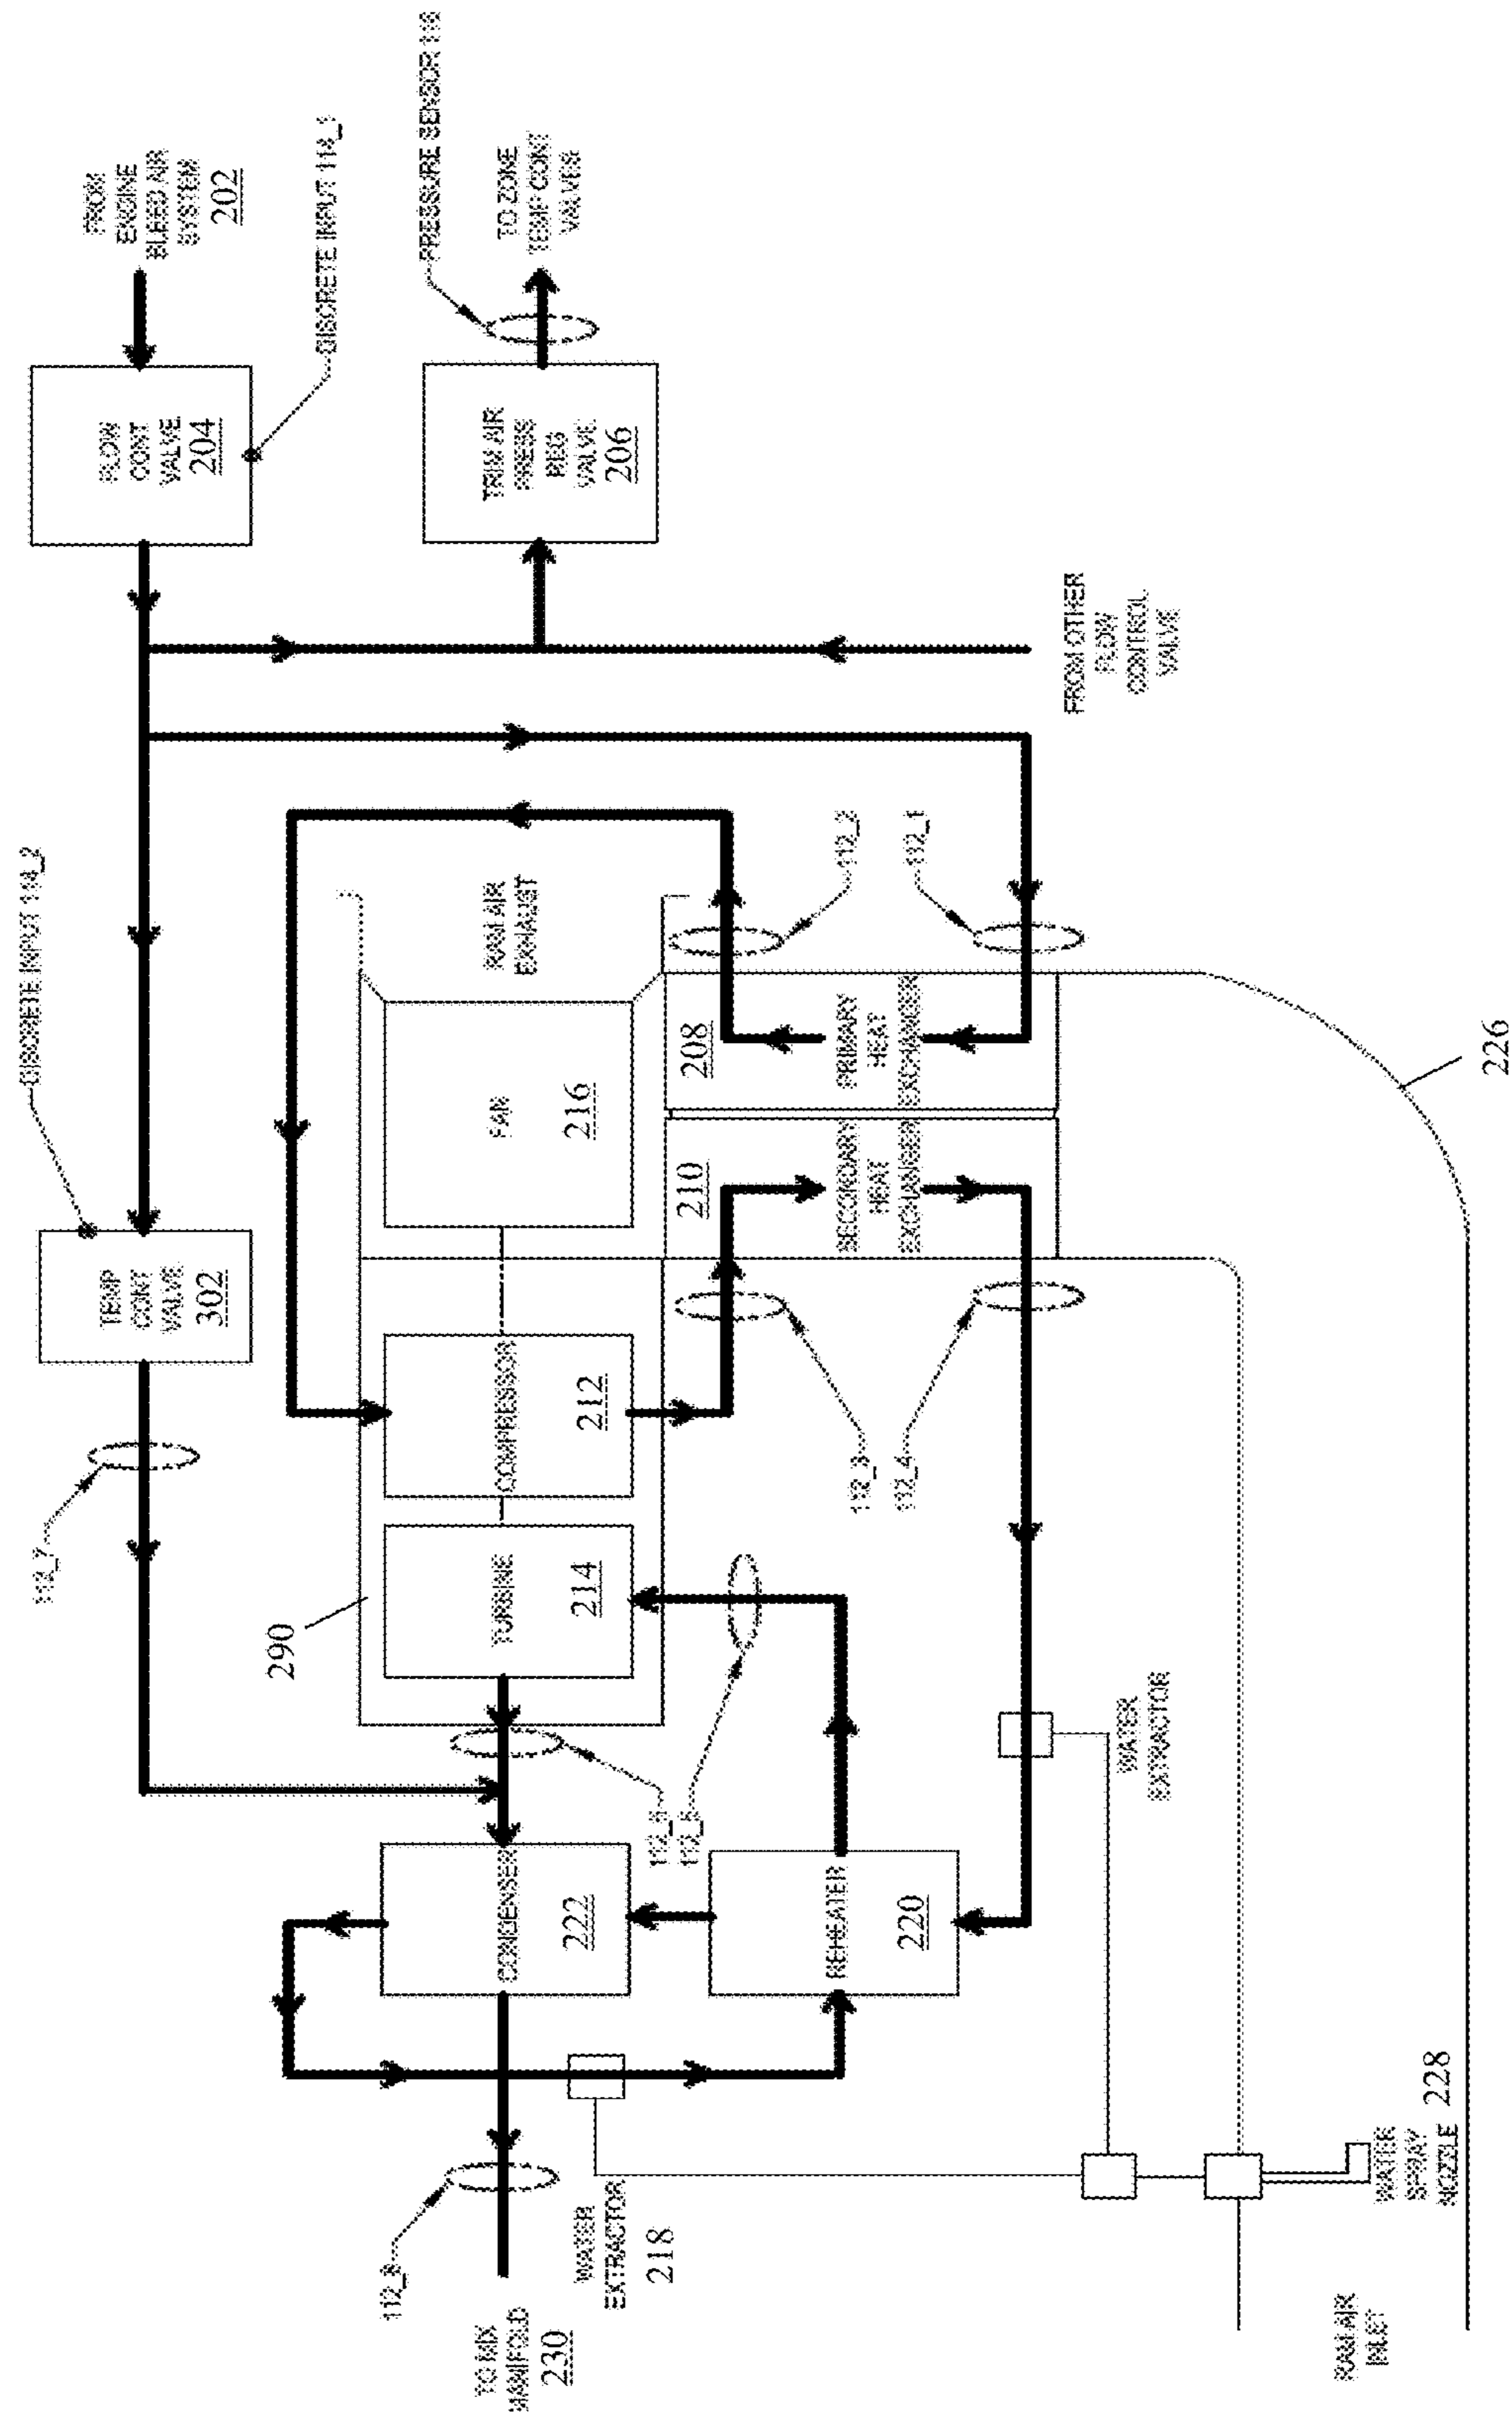 FROM
ENGINE
BLEED AIR
SYSTEM
202
DISCRETE INPUT 114_1
FLOW
CONT
VALVE
204
PRESSURE SENSOR 116
TO ZONE
TEMP CONT
VALVES
TRIM AIR
PRESS
REG
VALVE
206
FROM OTHER
FLOW
CONTROL
VALVE
DISCRETE INPUT 114_2
TEMP
CONT
VALVE
302
112_7
RAM AIR
EXHAUST
112_2
112_1
FAN
216
208
PRIMARY
HEAT
EXCHANGER
210
SECONDARY
HEAT
EXCHANGER
226
COMPRESSOR
212
112_3
112_4
290
TURBINE
214
WATER
EXTRACTOR
112_5
CONDENSER
222
REHEATER
220
112_8
WATER
EXTRACTOR
218
TO MIX
MANIFOLD
230
WATER
SPRAY
NOZZLE 228
RAM AIR
INLET